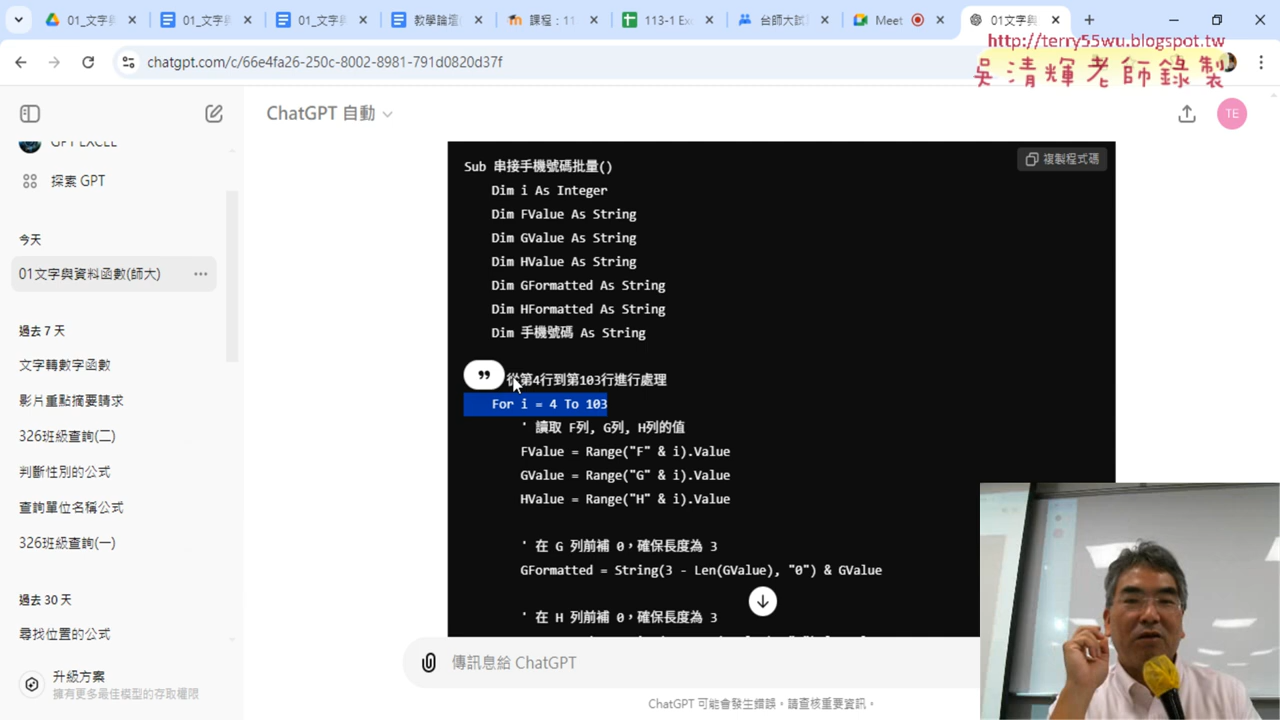 01_文字
01_文字
01_文字
教學論壇
課程：11
113-1 Ex
台師大試
Meet
01文字與
http://terry55wu.blogspot.tw
吳清輝老師錄製
chatgpt.com/c/66e4fa26-250c-8002-8981-791d0820d37f
ChatGPT 自動
TE
GPT EXCEL
探索 GPT
今天
01文字與資料函數(師大)
過去 7 天
文字轉數字函數
影片重點摘要請求
326班級查詢(二)
判斷性別的公式
查詢單位名稱公式
326班級查詢(一)
過去 30 天
尋找位置的公式
升級方案
擁有更多最佳模型的存取權限
複製程式碼
Sub 串接手機號碼批量()
Dim i As Integer
Dim FValue As String
Dim GValue As String
Dim HValue As String
Dim GFormatted As String
Dim HFormatted As String
Dim 手機號碼 As String
從第4行到第103行進行處理
For i = 4 To 103
' 讀取 F列, G列, H列的值
FValue = Range("F" & i).Value
GValue = Range("G" & i).Value
HValue = Range("H" & i).Value
' 在 G 列前補 0，確保長度為 3
GFormatted = String(3 - Len(GValue), "0") & GValue
' 在 H 列前補 0，確保長度為 3
傳訊息給 ChatGPT
ChatGPT 可能會發生錯誤。請查核重要資訊。